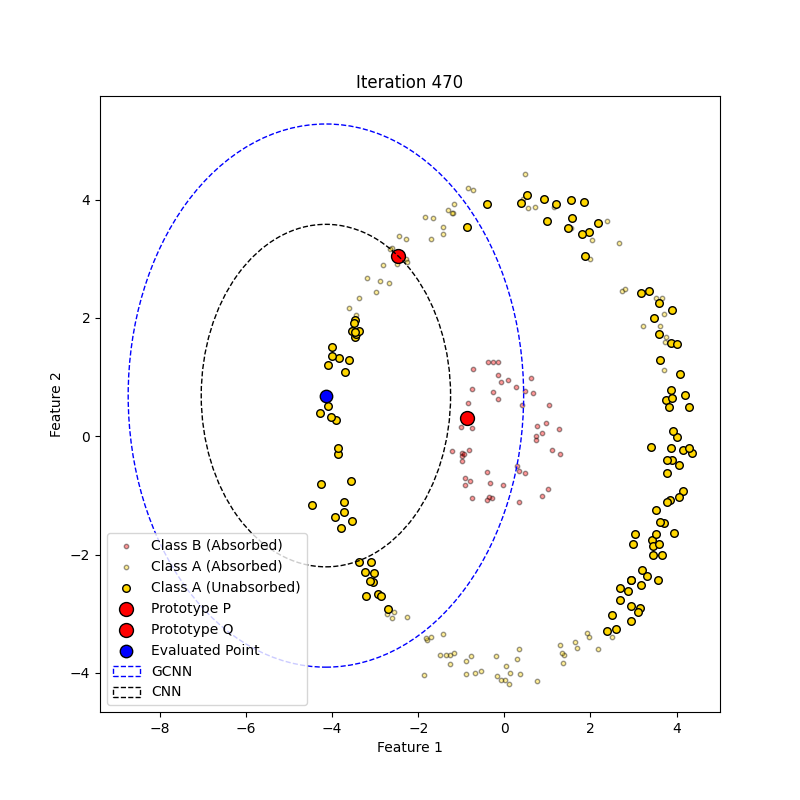 Iteration 470
Feature 2
4
2
0
−2
−4
Class B (Absorbed)
Class A (Absorbed)
Class A (Unabsorbed)
Prototype P
Prototype Q
Evaluated Point
GCNN
CNN
−8 −6 −4 −2 0 2 4
Feature 1